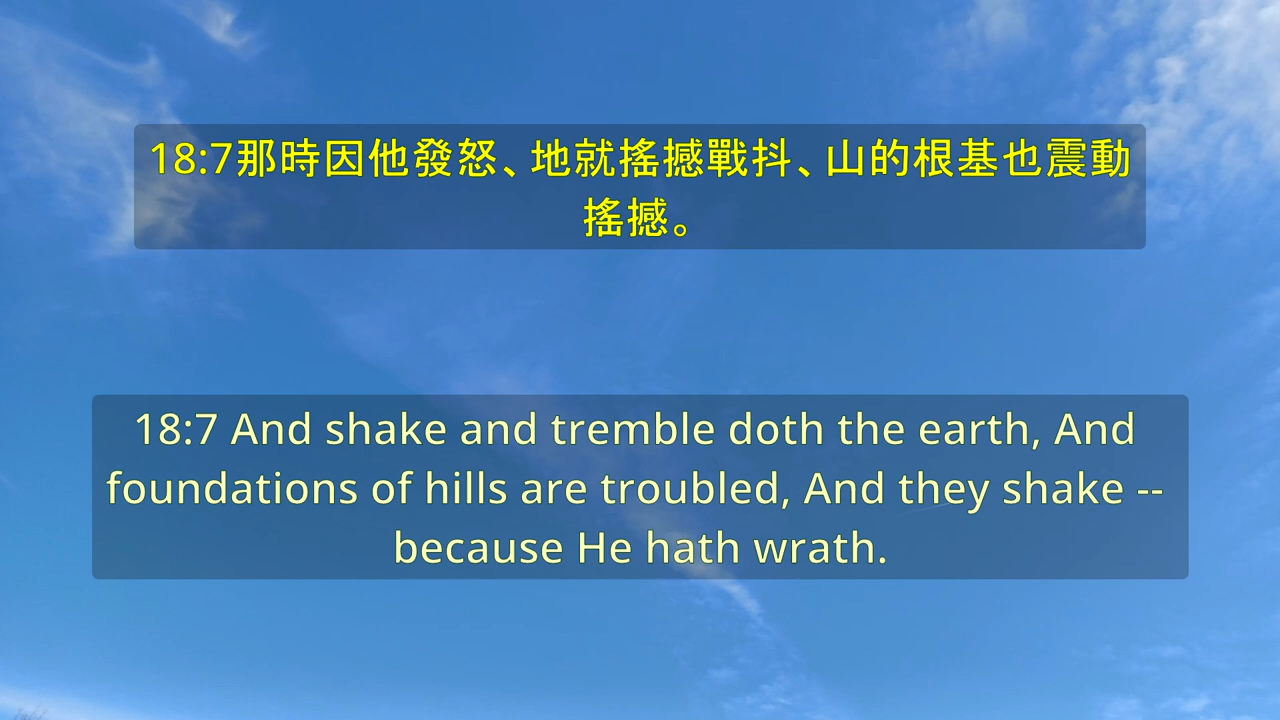 18:7那時因他發怒、地就搖撼戰抖、山的根基也震動
搖撼。
18:7 And shake and tremble doth the earth, And
foundations of hills are troubled, And they shake --
because He hath wrath.